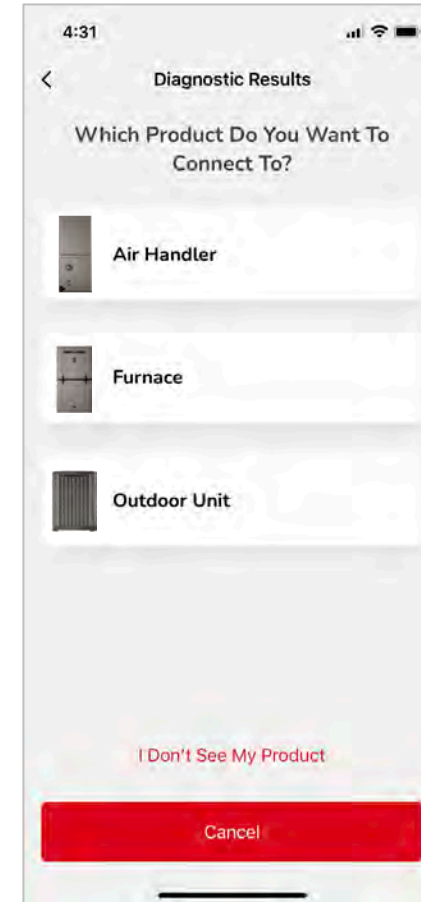 4:31
Diagnostic Results
Which Product Do You Want To
Connect To?
Air Handler
Furnace
Outdoor Unit
I Don't See My Product
Cancel